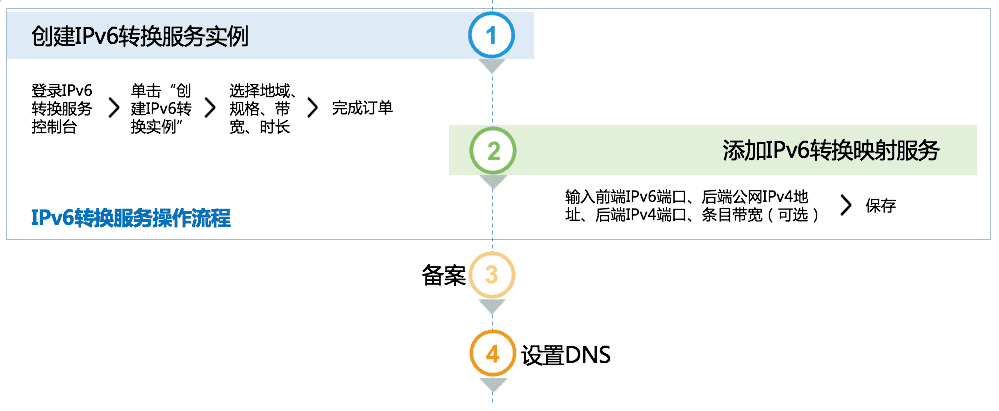 创建IPv6转换服务实例
1
登录IPv6
转换服务
控制台
单击“创
建IPv6转
换实例”
选择地域、
规格、带
宽、时长
完成订单
2
添加IPv6转换映射服务
输入前端IPv6端口、后端公网IPv4地
址、后端IPv4端口、条目带宽（可选）
保存
IPv6转换服务操作流程
备案
3
4
设置DNS